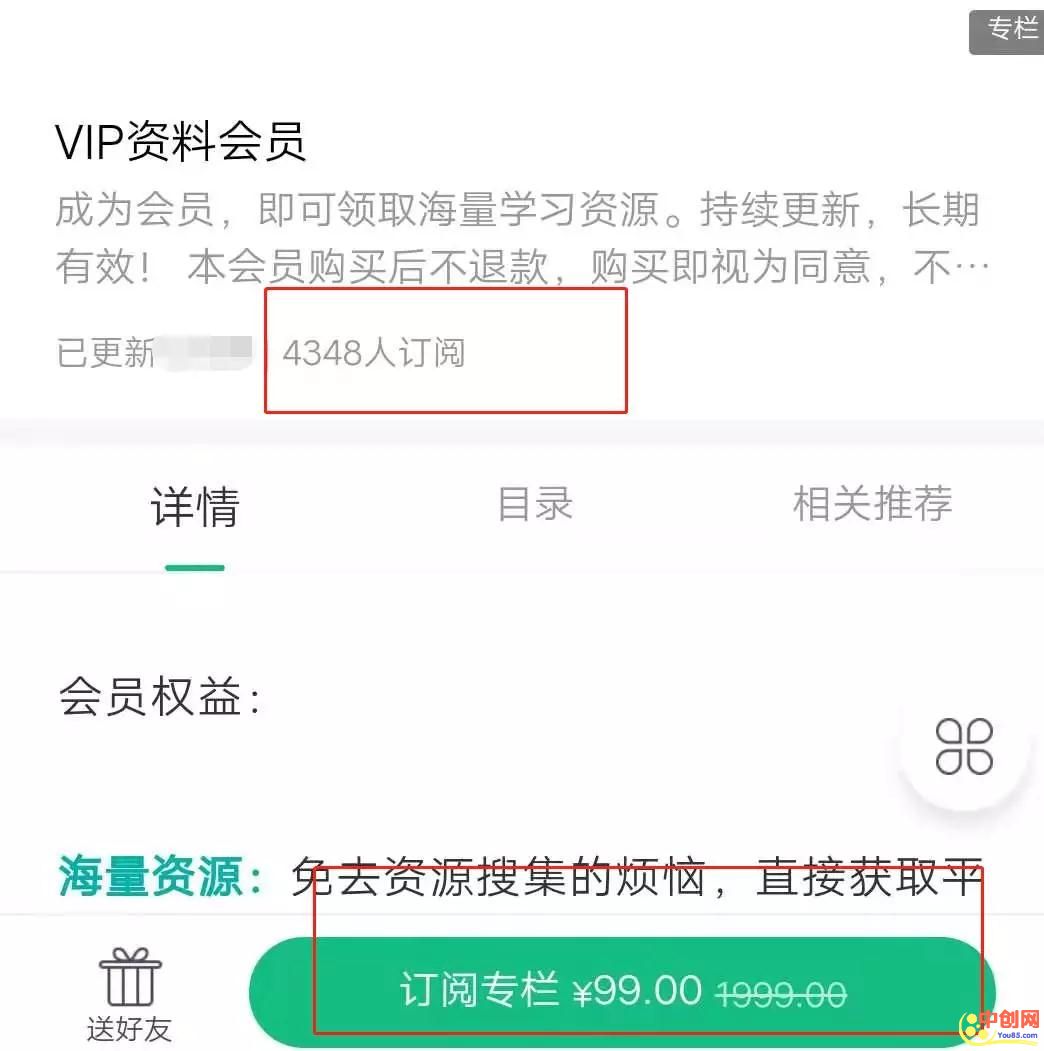 专栏
VIP资料会员
成为会员，即可领取海量学习资源。持续更新，长期
有效！ 本会员购买后不退款，购买即视为同意，不…
已更新 4348人订阅
详情 目录 相关推荐
会员权益：
海量资源：免去资源搜集的烦恼，直接获取平
送好友
订阅专栏 ¥99.00 1999.00
中创网
You85.com